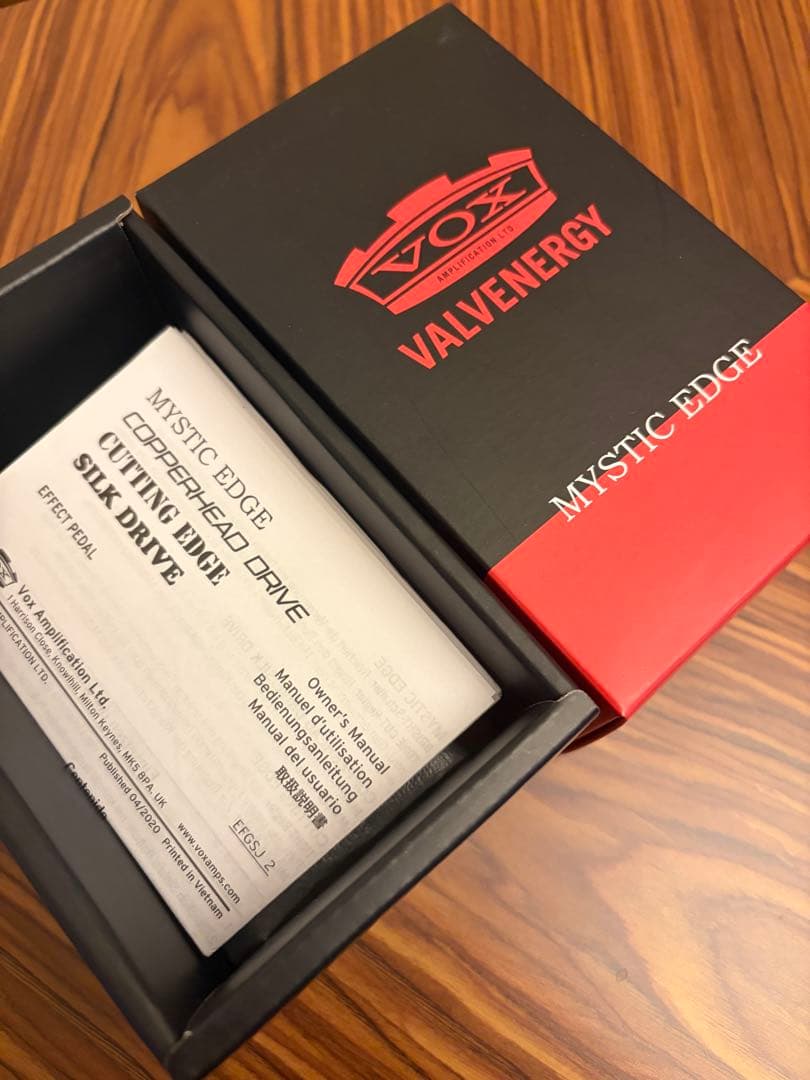 VOX
AMPLIFICATION LTD
VALVENERGY
MYSTIC EDGE
MYSTIC EDGE
COPPERHEAD DRIVE
CUTTING EDGE
SILK DRIVE
EFFECT PEDAL
Owner's Manual
Manuel d'utilisation
Bedienungsanleitung
Manual del usuario
取扱説明書
EFGSJ 2
Vox Amplification Ltd.
1 Harrison Close, Knowlhill, Milton Keynes, MK5 8PA, UK
www.voxamps.com
Published 04/2020 Printed in Vietnam